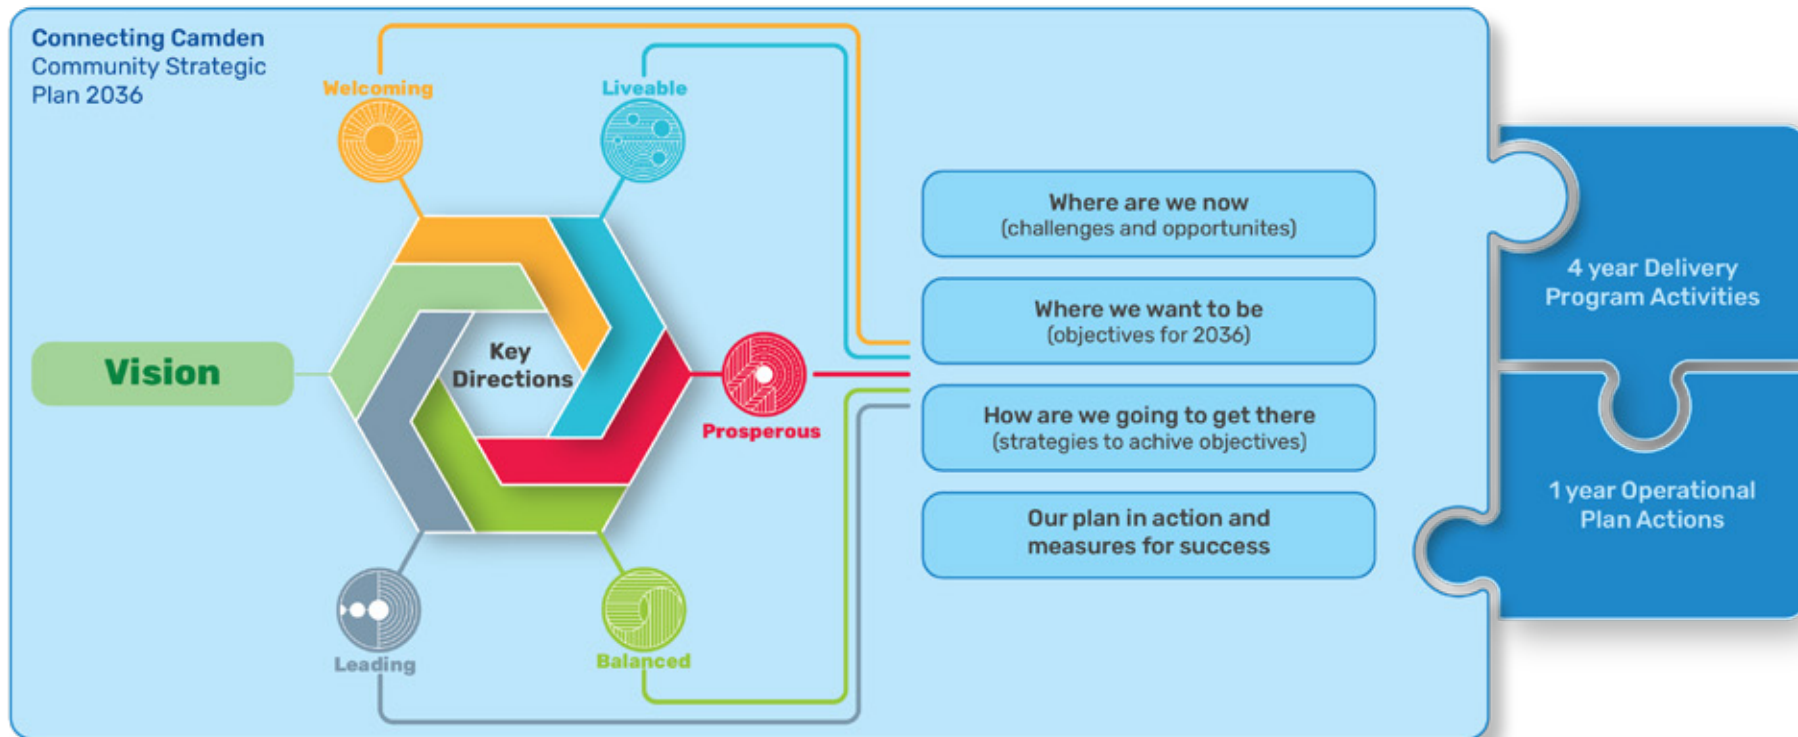 Connecting Camden
Community Strategic
Plan 2036
Welcoming
Liveable
Vision
Key
Directions
Prosperous
Leading
Balanced
Where are we now
(challenges and opportunites)
Where we want to be
(objectives for 2036)
How are we going to get there
(strategies to achive objectives)
Our plan in action and
measures for success
4 year Delivery
Program Activities
1 year Operational
Plan Actions